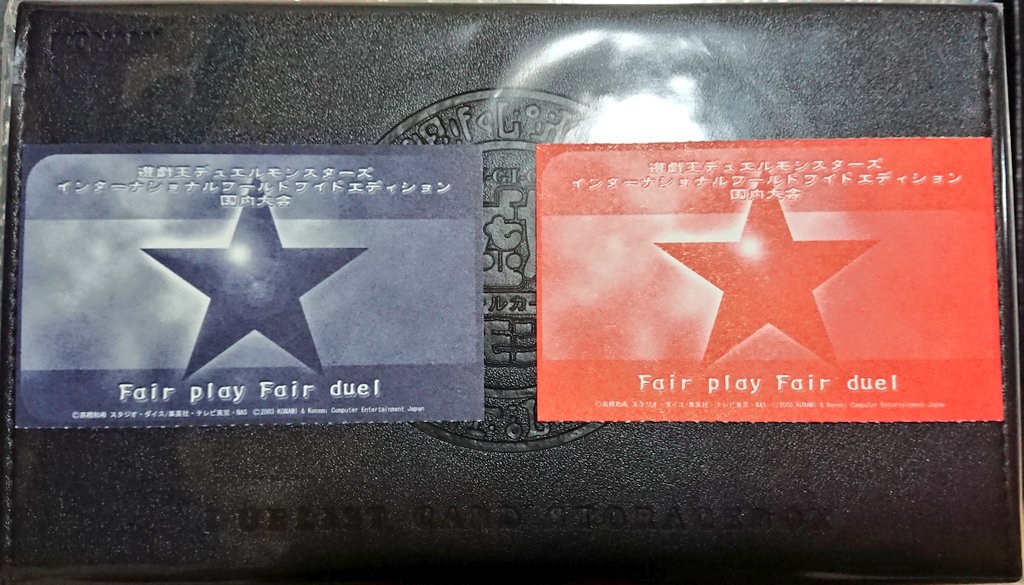 遊戯王デュエルモンスターズ
インターナショナルワールドワイドエディション
国内大会
Fair play Fair duel
©高橋和希 スタジオ・ダイス/集英社・テレビ東京・NAS ©2003 KONAMI & Konami Computer Entertainment Japan
遊戯王デュエルモンスターズ
インターナショナルワールドワイドエディション
国内大会
Fair play Fair duel
©高橋和希 スタジオ・ダイス/集英社・テレビ東京・NAS ©2003 KONAMI & Konami Computer Entertainment Japan
DUELIST CARD STORAGEBOX